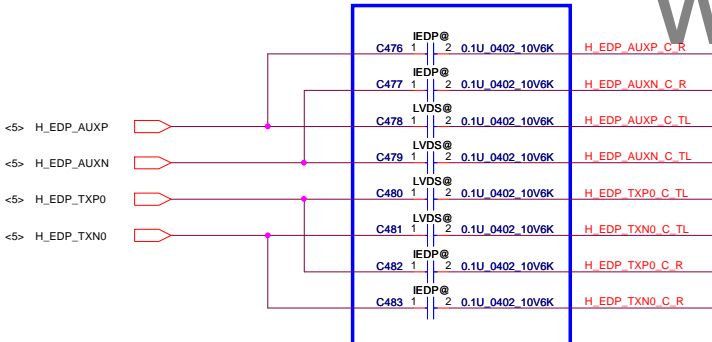 W
IEDP@
C476 1 2 0.1U_0402_10V6K H_EDP_AUXP_C_R
IEDP@
C477 1 2 0.1U_0402_10V6K H_EDP_AUXN_C_R
LVDS@
<5> H_EDP_AUXP C478 1 2 0.1U_0402_10V6K H_EDP_AUXP_C_TL
LVDS@
<5> H_EDP_AUXN C479 1 2 0.1U_0402_10V6K H_EDP_AUXN_C_TL
LVDS@
<5> H_EDP_TXP0 C480 1 2 0.1U_0402_10V6K H_EDP_TXP0_C_TL
LVDS@
<5> H_EDP_TXN0 C481 1 2 0.1U_0402_10V6K H_EDP_TXN0_C_TL
IEDP@
C482 1 2 0.1U_0402_10V6K H_EDP_TXP0_C_R
IEDP@
C483 1 2 0.1U_0402_10V6K H_EDP_TXN0_C_R